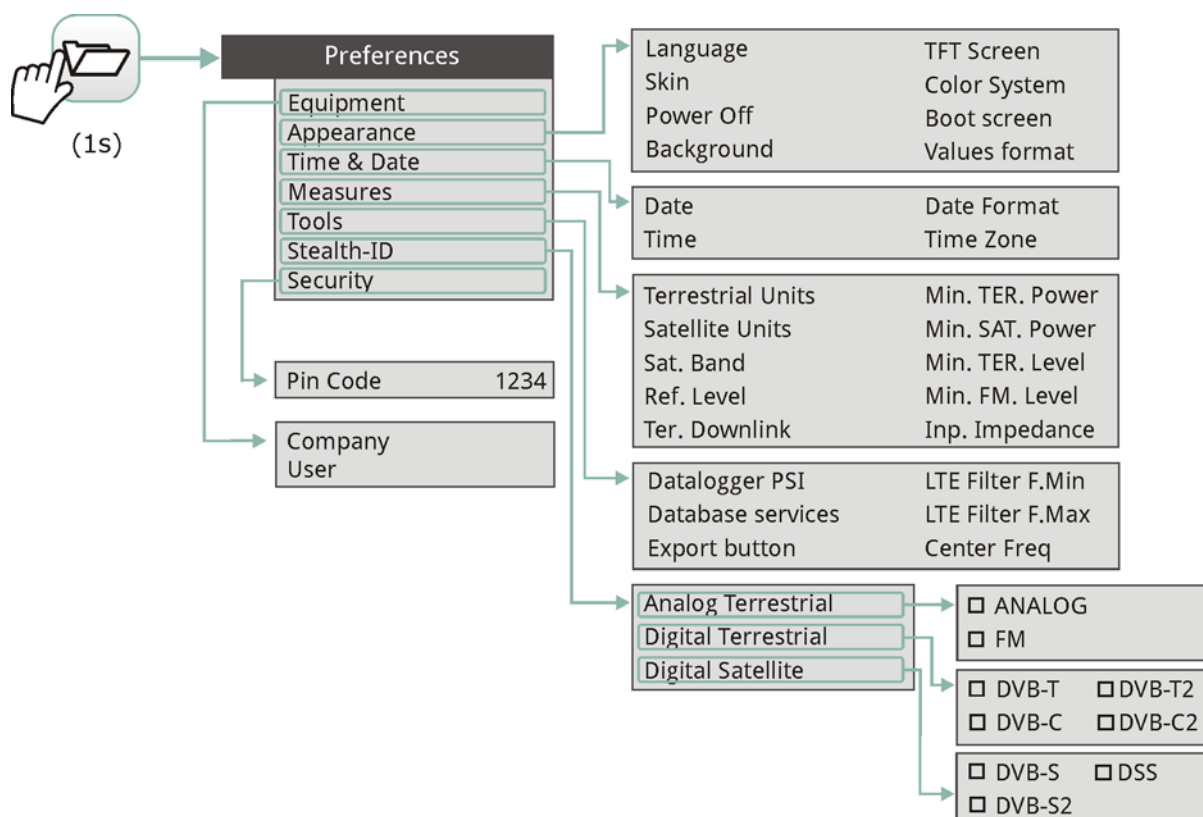 (1s)
Preferences
Equipment
Appearance
Time & Date
Measures
Tools
Stealth-ID
Security
Pin Code 1234
Company
User
Language TFT Screen
Skin Color System
Power Off Boot screen
Background Values format
Date Date Format
Time Time Zone
Terrestrial Units Min. TER. Power
Satellite Units Min. SAT. Power
Sat. Band Min. TER. Level
Ref. Level Min. FM. Level
Ter. Downlink Inp. Impedance
Datalogger PSI LTE Filter F.Min
Database services LTE Filter F.Max
Export button Center Freq
Analog Terrestrial
Digital Terrestrial
Digital Satellite
ANALOG
FM
DVB-T DVB-T2
DVB-C DVB-C2
DVB-S DSS
DVB-S2